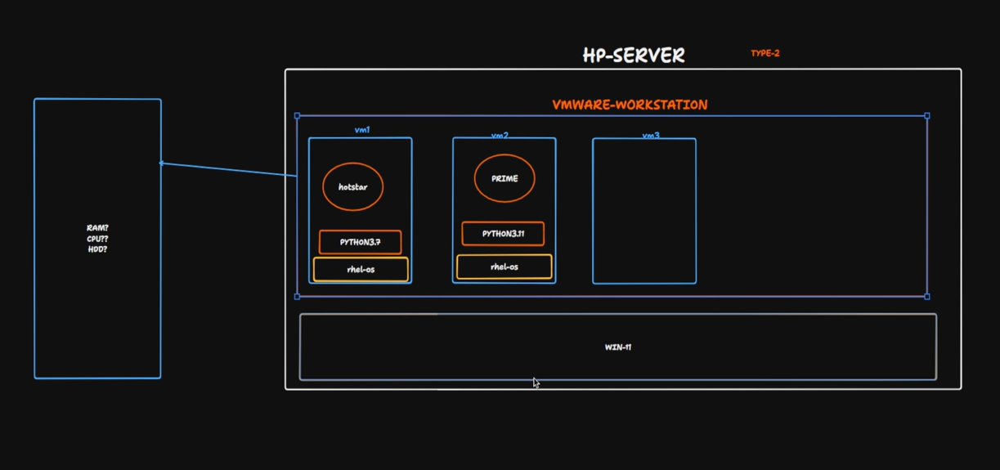 HP-SERVER
TYPE-2
VMWARE-WORKSTATION
vm1
vm2
vm3
hotstar
PRIME
PYTHON3.7
PYTHON3.11
rhel-os
rhel-os
RAM?
CPU??
HDD?
WIN-11